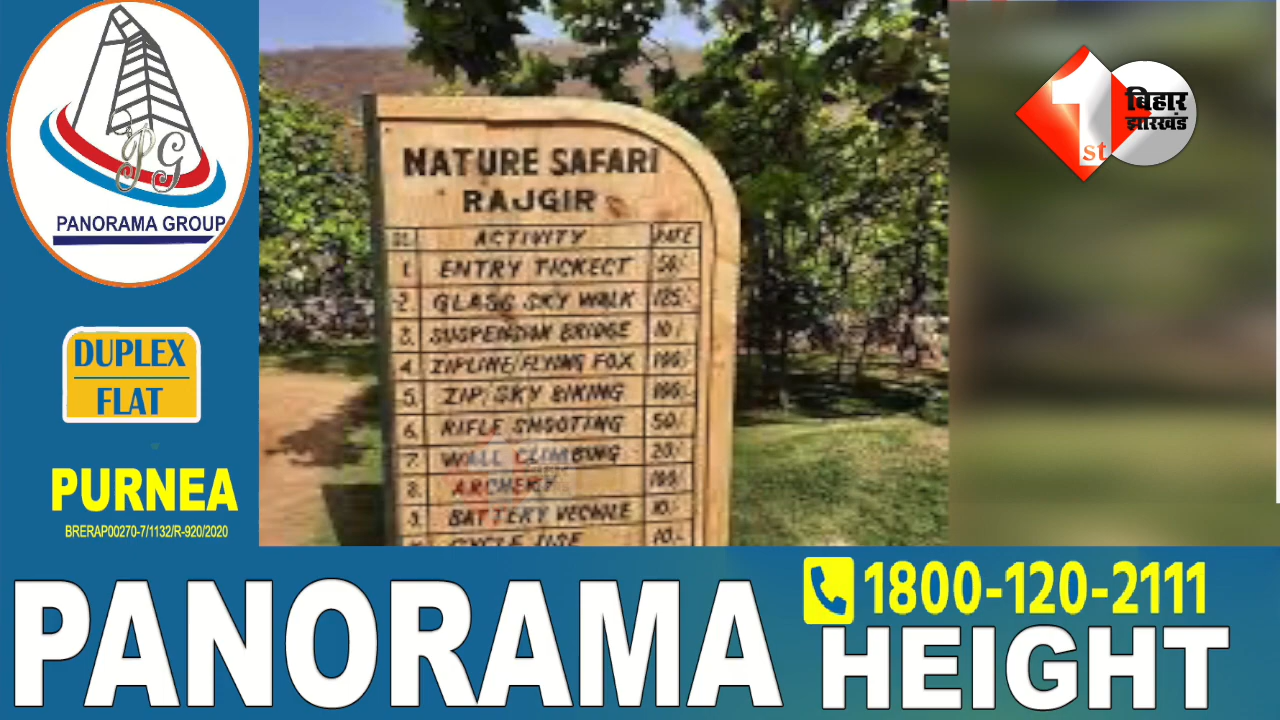 PG
PANORAMA GROUP
DUPLEX
FLAT
PURNEA
BRERAP00270-7/1132/R-920/2020
NATURE SAFARI
RAJGIR
ACTIVITY RATE
1. ENTRY TICKECT 50/-
2. GLASS SKY WALK 125/-
3. SUSPENSION BRIDGE 10/-
4. ZIPLINE/FLYING FOX 100/-
5. ZIP/SKY BIKING 100/-
6. RIFLE SHOOTING 50/-
7. WALL CLIMBING 20/-
8. ARCHERY 100/-
9. BATTERY VECHILE 10/-
10/-
1st
बिहार
झारखंड
1800-120-2111
PANORAMA HEIGHT